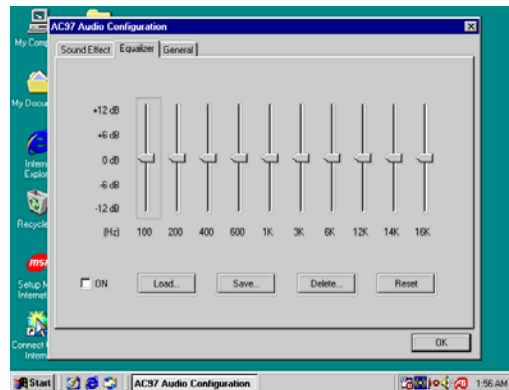 AC97 Audio Configuration
My Comp
Sound Effect Equalizer General
My Docu
+12 dB
+6 dB
0 dB
-6 dB
-12 dB
(Hz) 100 200 400 600 1K 3K 6K 12K 14K 16K
Intern
Explor
Recycle
msi
ON Load... Save... Delete... Reset
Setup M
Internet
OK
Connect
Intern
Start AC97 Audio Configuration 1:56 AM